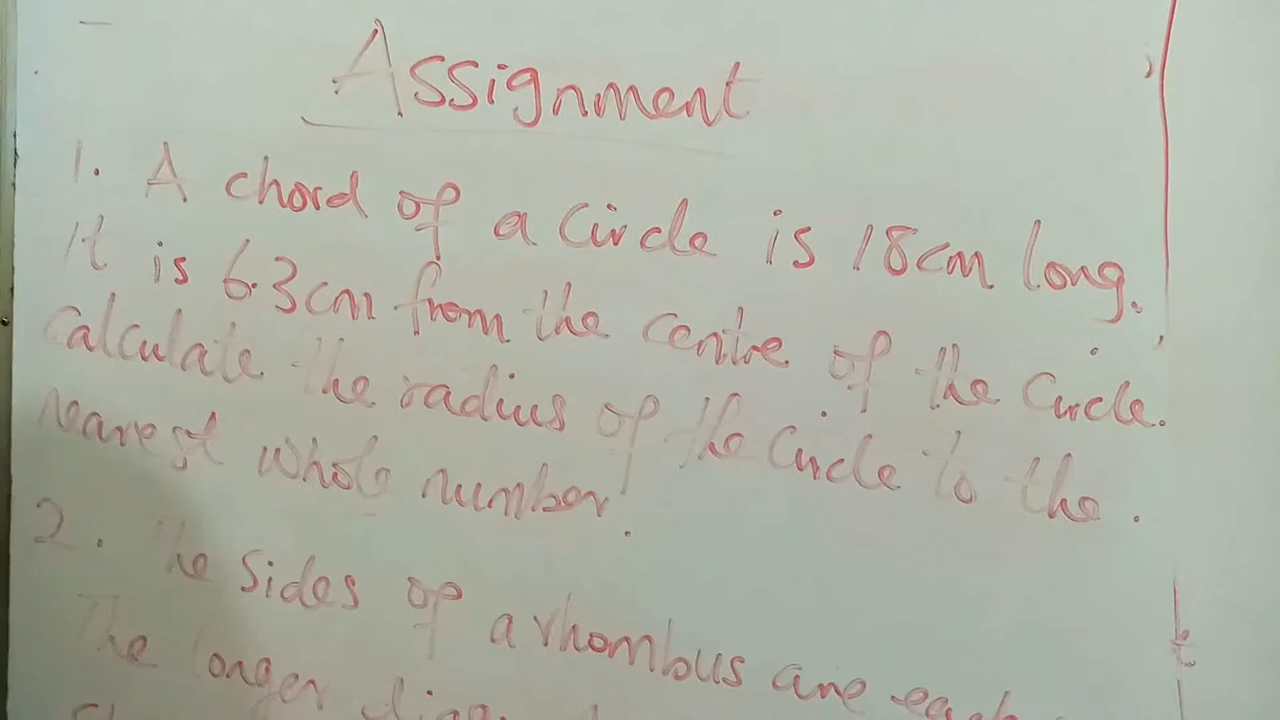 Assignment
1. A chord of a circle is 18cm long.
It is 6.3cm from the centre of the circle.
Calculate the radius of the circle to the
nearest whole number.
2. The sides of a rhombus are each
The longer